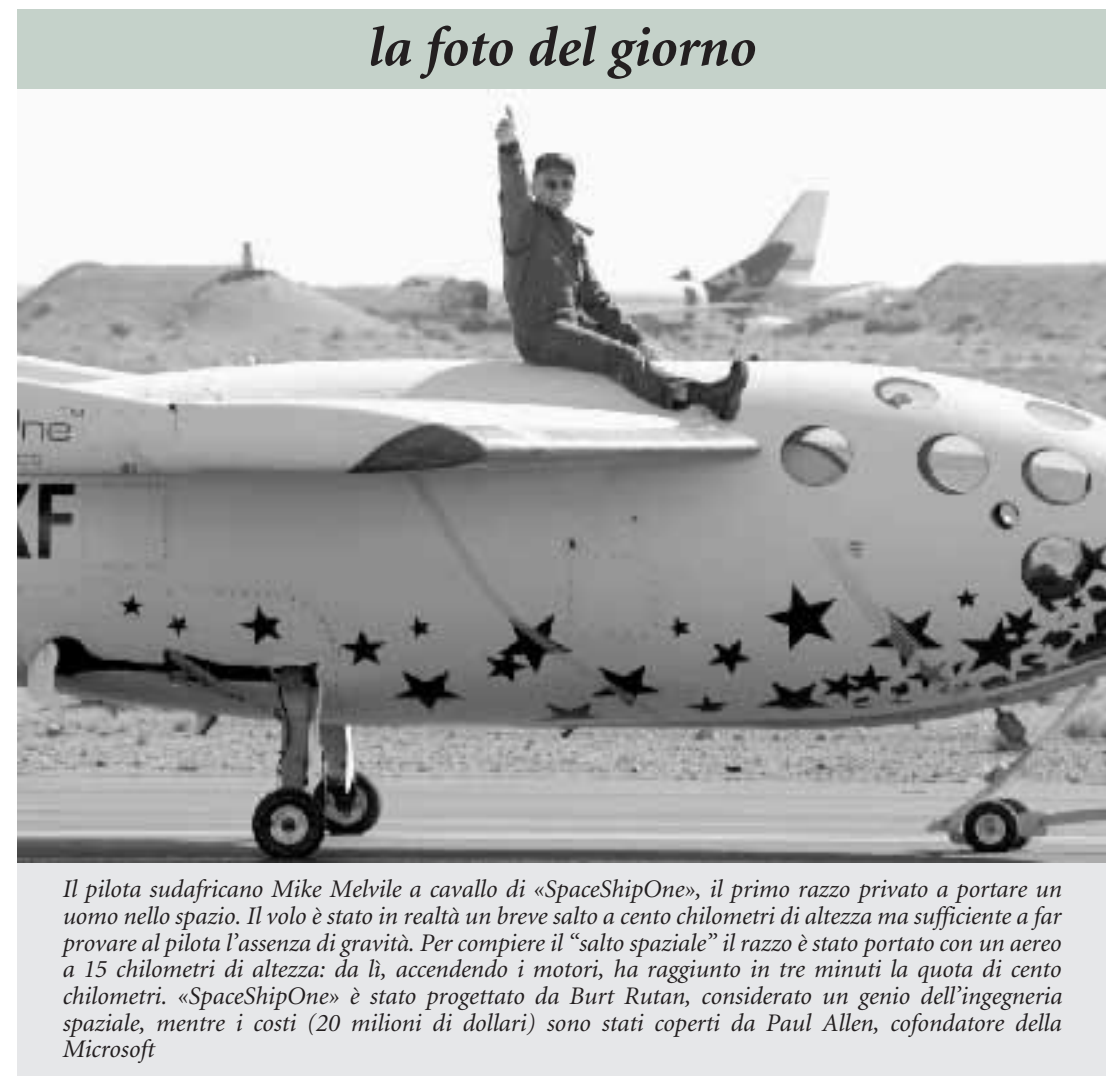 la foto del giorno
ne™
KF
Il pilota sudafricano Mike Melvile a cavallo di «SpaceShipOne», il primo razzo privato a portare un
uomo nello spazio. Il volo è stato in realtà un breve salto a cento chilometri di altezza ma sufficiente a far
provare al pilota l’assenza di gravità. Per compiere il “salto spaziale” il razzo è stato portato con un aereo
a 15 chilometri di altezza: da lì, accendendo i motori, ha raggiunto in tre minuti la quota di cento
chilometri. «SpaceShipOne» è stato progettato da Burt Rutan, considerato un genio dell’ingegneria
spaziale, mentre i costi (20 milioni di dollari) sono stati coperti da Paul Allen, cofondatore della
Microsoft